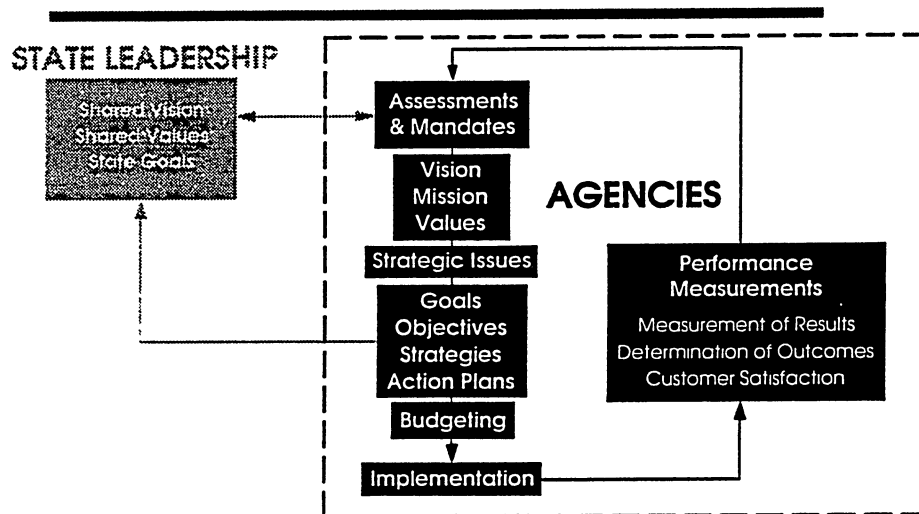 STATE LEADERSHIP
Shared Vision
Shared Values
State Goals
Assessments
& Mandates
Vision
Mission
Values
AGENCIES
Strategic Issues
Goals
Objectives
Strategies
Action Plans
Budgeting
Implementation
Performance
Measurements
Measurement of Results
Determination of Outcomes
Customer Satisfaction